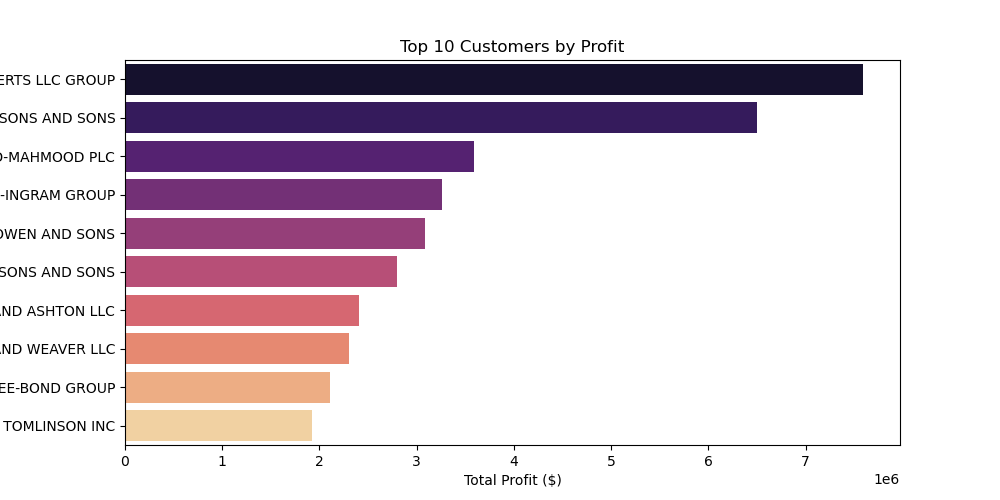 Top 10 Customers by Profit
ERTS LLC GROUP
SONS AND SONS
-MAHMOOD PLC
-INGRAM GROUP
OWEN AND SONS
SONS AND SONS
AND ASHTON LLC
AND WEAVER LLC
EE-BOND GROUP
TOMLINSON INC
0 1 2 3 4 5 6 7
1e6
Total Profit ($)